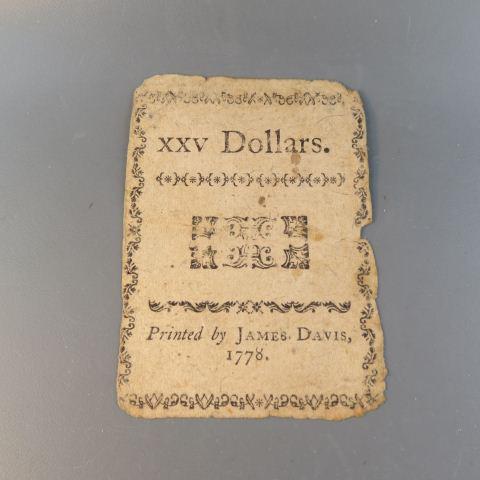 xxv Dollars.
Printed by JAMES DAVIS,
1778.